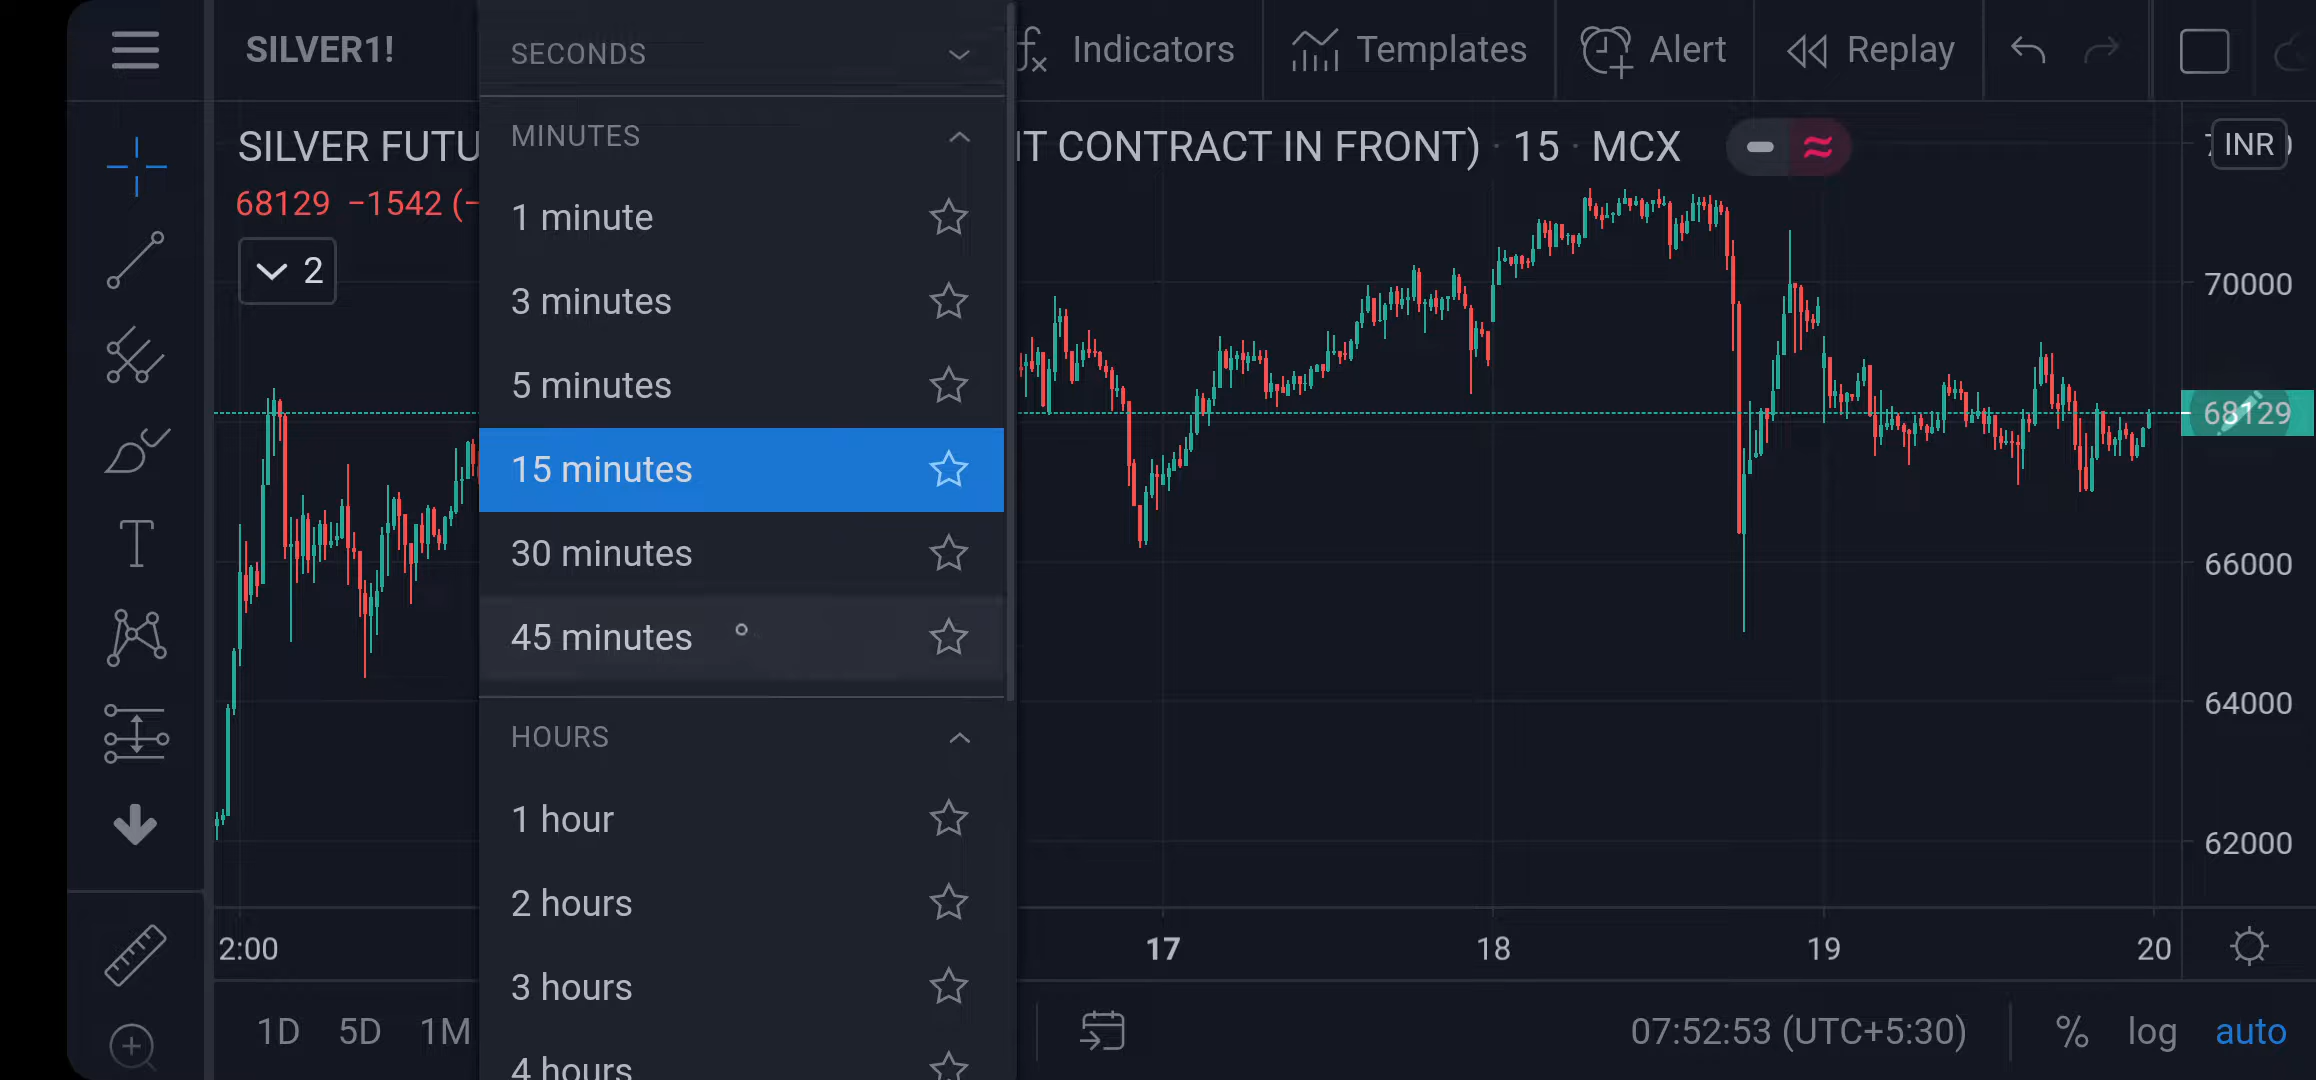 SILVER1!
SECONDS
Indicators
Templates
Alert
Replay
SILVER FUTU
T CONTRACT IN FRONT) · 15 · MCX
INR
68129 −1542 (−
2
MINUTES
1 minute
3 minutes
5 minutes
15 minutes
30 minutes
45 minutes
HOURS
1 hour
2 hours
3 hours
4 hours
70000
68129
66000
64000
62000
2:00
17
18
19
20
1D
5D
1M
07:52:53 (UTC+5:30)
%
log
auto